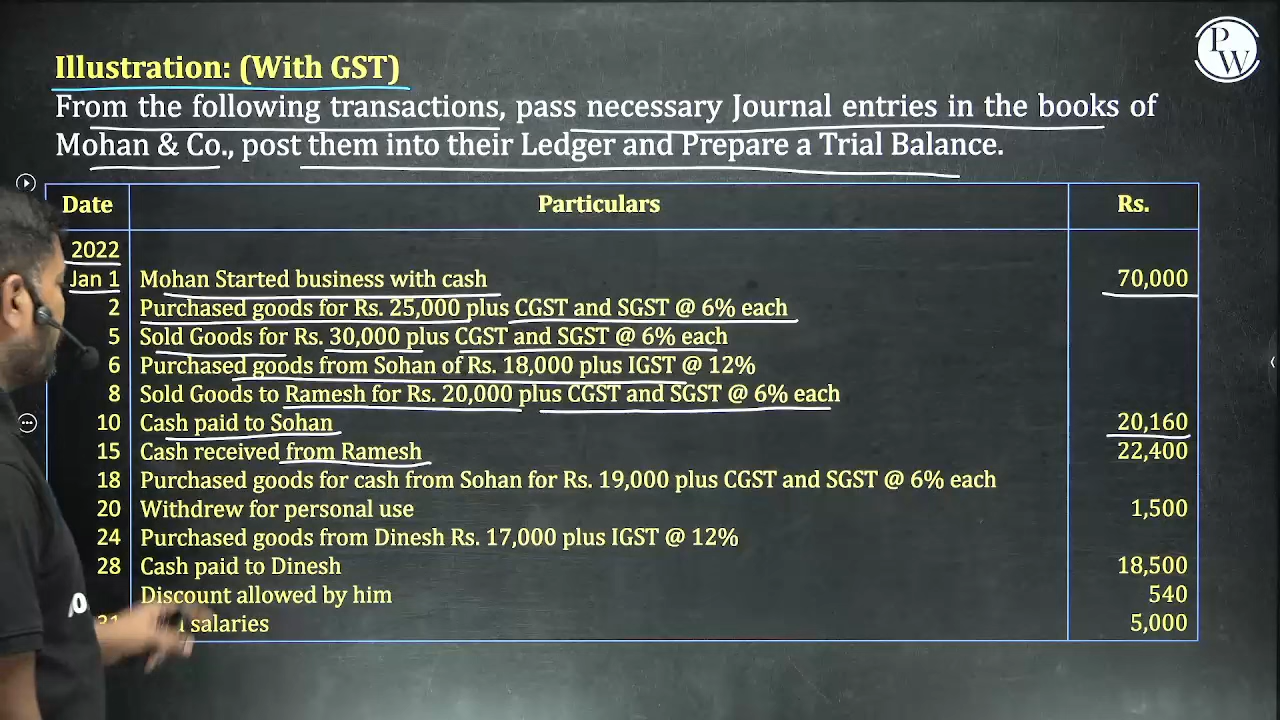 Illustration: (With GST)
From the following transactions, pass necessary Journal entries in the books of
Mohan & Co., post them into their Ledger and Prepare a Trial Balance.
PW
Date Particulars Rs.
2022
Jan 1 Mohan Started business with cash 70,000
2 Purchased goods for Rs. 25,000 plus CGST and SGST @ 6% each
5 Sold Goods for Rs. 30,000 plus CGST and SGST @ 6% each
6 Purchased goods from Sohan of Rs. 18,000 plus IGST @ 12%
8 Sold Goods to Ramesh for Rs. 20,000 plus CGST and SGST @ 6% each
10 Cash paid to Sohan 20,160
15 Cash received from Ramesh 22,400
18 Purchased goods for cash from Sohan for Rs. 19,000 plus CGST and SGST @ 6% each
20 Withdrew for personal use 1,500
24 Purchased goods from Dinesh Rs. 17,000 plus IGST @ 12%
28 Cash paid to Dinesh 18,500
Discount allowed by him 540
31 salaries 5,000